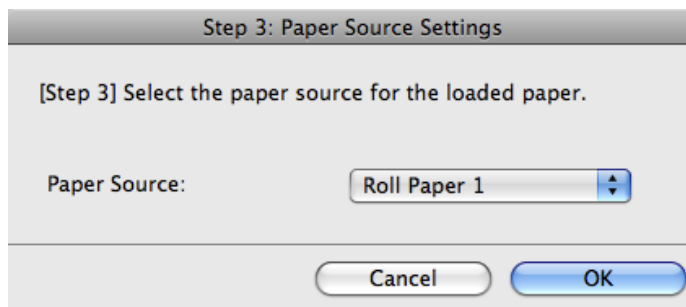 Step 3: Paper Source Settings
[Step 3] Select the paper source for the loaded paper.
Paper Source: Roll Paper 1
Cancel OK